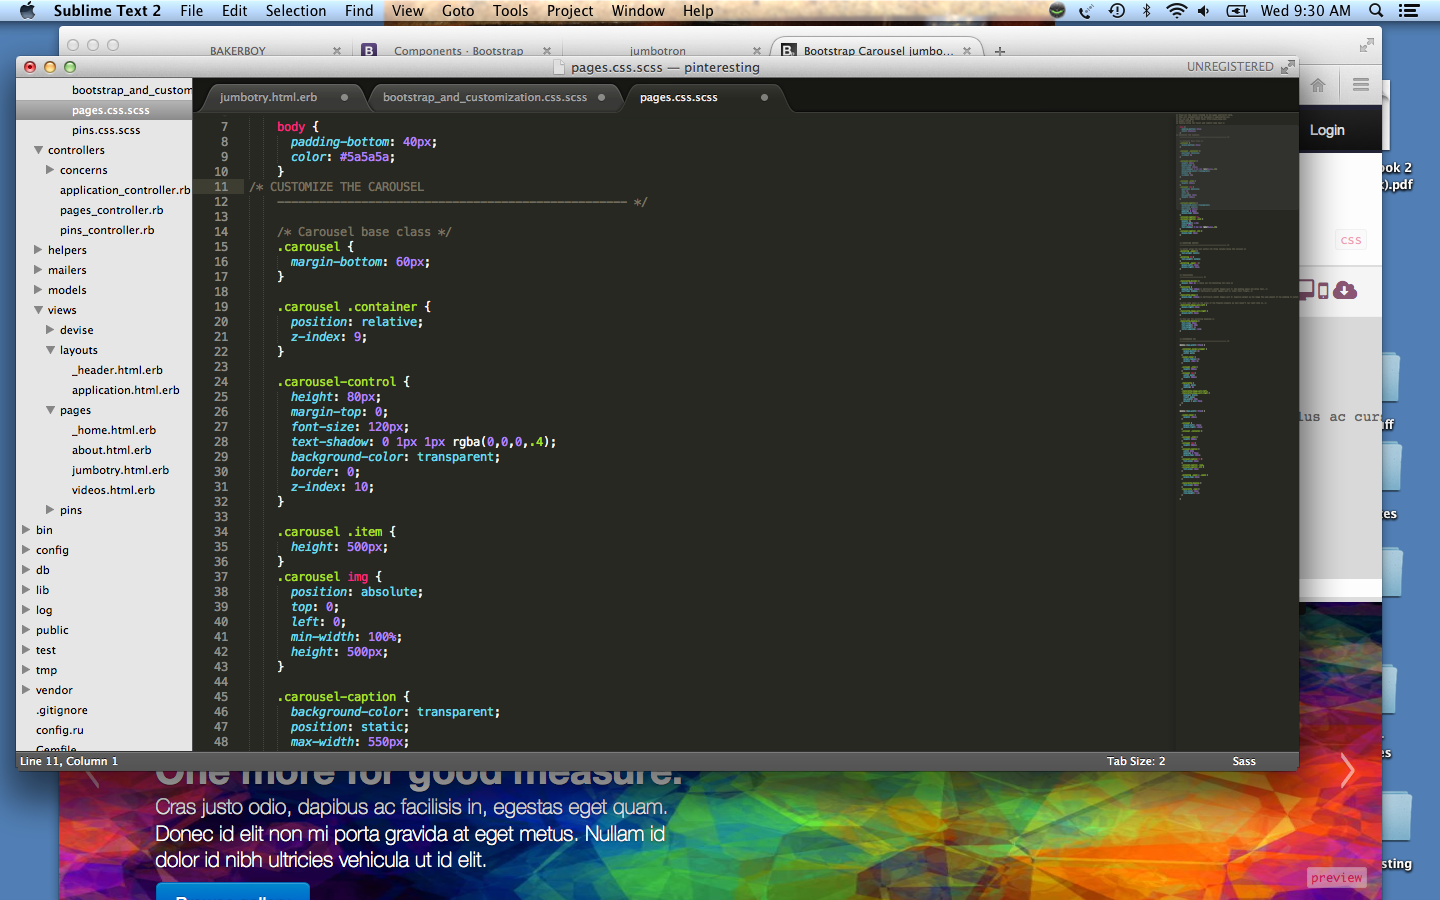 Sublime Text 2 File Edit Selection Find View Goto Tools Project Window Help Wed 9:30 AM
BAKERBOY
Components · Bootstrap
jumbotron
Bootstrap Carousel jumbo...
pages.css.scss — pinteresting
UNREGISTERED
jumbotry.html.erb
bootstrap_and_customization.css.scss
pages.css.scss
bootstrap_and_custom
pages.css.scss
pins.css.scss
controllers
concerns
application_controller.rb
pages_controller.rb
pins_controller.rb
helpers
mailers
models
views
devise
layouts
_header.html.erb
application.html.erb
pages
_home.html.erb
about.html.erb
jumbotry.html.erb
videos.html.erb
pins
bin
config
db
lib
log
public
test
tmp
vendor
.gitignore
config.ru
Gemfile
7 body {
8 padding-bottom: 40px;
9 color: #5a5a5a;
10 }
11 /* CUSTOMIZE THE CAROUSEL
12 -------------------------------------------------- */
13
14 /* Carousel base class */
15 .carousel {
16 margin-bottom: 60px;
17 }
18
19 .carousel .container {
20 position: relative;
21 z-index: 9;
22 }
23
24 .carousel-control {
25 height: 80px;
26 margin-top: 0;
27 font-size: 120px;
28 text-shadow: 0 1px 1px rgba(0,0,0,.4);
29 background-color: transparent;
30 border: 0;
31 z-index: 10;
32 }
33
34 .carousel .item {
35 height: 500px;
36 }
37 .carousel img {
38 position: absolute;
39 top: 0;
40 left: 0;
41 min-width: 100%;
42 height: 500px;
43 }
44
45 .carousel-caption {
46 background-color: transparent;
47 position: static;
48 max-width: 550px;
Line 11, Column 1
Tab Size: 2
Sass
Login
ook 2
).pdf
css
lus ac curs
ff
es
es
sting
One more for good measure.
Cras justo odio, dapibus ac facilisis in, egestas eget quam.
Donec id elit non mi porta gravida at eget metus. Nullam id
dolor id nibh ultricies vehicula ut id elit.
preview